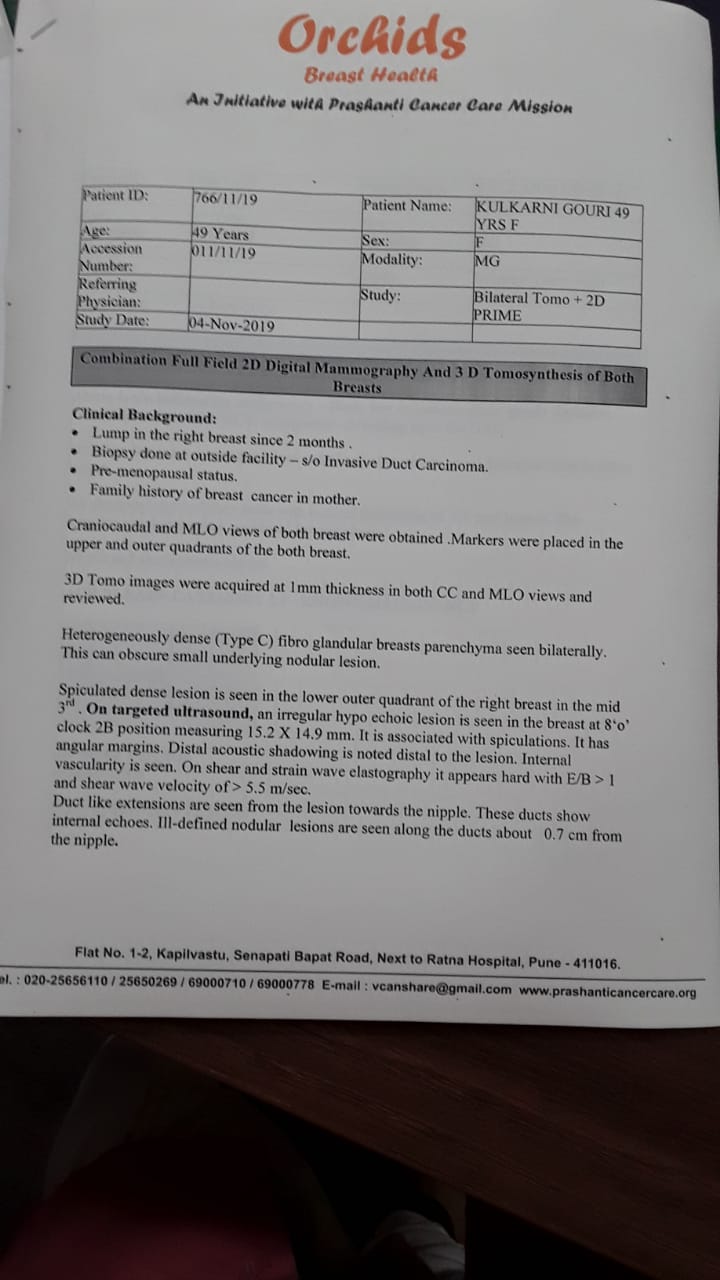 Orchids
Breast Health
An Initiative with Prashanti Cancer Care Mission
Patient ID: 766/11/19 Patient Name: KULKARNI GOURI 49 YRS F
Age: 49 Years Sex: F
Accession Number: 011/11/19 Modality: MG
Referring Physician: Study: Bilateral Tomo + 2D PRIME
Study Date: 04-Nov-2019
Combination Full Field 2D Digital Mammography And 3 D Tomosynthesis of Both
Breasts
Clinical Background:
• Lump in the right breast since 2 months .
• Biopsy done at outside facility – s/o Invasive Duct Carcinoma.
• Pre-menopausal status.
• Family history of breast cancer in mother.
Craniocaudal and MLO views of both breast were obtained .Markers were placed in the
upper and outer quadrants of the both breast.
3D Tomo images were acquired at 1mm thickness in both CC and MLO views and
reviewed.
Heterogeneously dense (Type C) fibro glandular breasts parenchyma seen bilaterally.
This can obscure small underlying nodular lesion.
Spiculated dense lesion is seen in the lower outer quadrant of the right breast in the mid
3rd . On targeted ultrasound, an irregular hypo echoic lesion is seen in the breast at 8‘o’
clock 2B position measuring 15.2 X 14.9 mm. It is associated with spiculations. It has
angular margins. Distal acoustic shadowing is noted distal to the lesion. Internal
vascularity is seen. On shear and strain wave elastography it appears hard with E/B > 1
and shear wave velocity of > 5.5 m/sec.
Duct like extensions are seen from the lesion towards the nipple. These ducts show
internal echoes. Ill-defined nodular lesions are seen along the ducts about 0.7 cm from
the nipple.
Flat No. 1-2, Kapilvastu, Senapati Bapat Road, Next to Ratna Hospital, Pune - 411016.
el. : 020-25656110 / 25650269 / 69000710 / 69000778 E-mail : vcanshare@gmail.com www.prashanticancercare.org